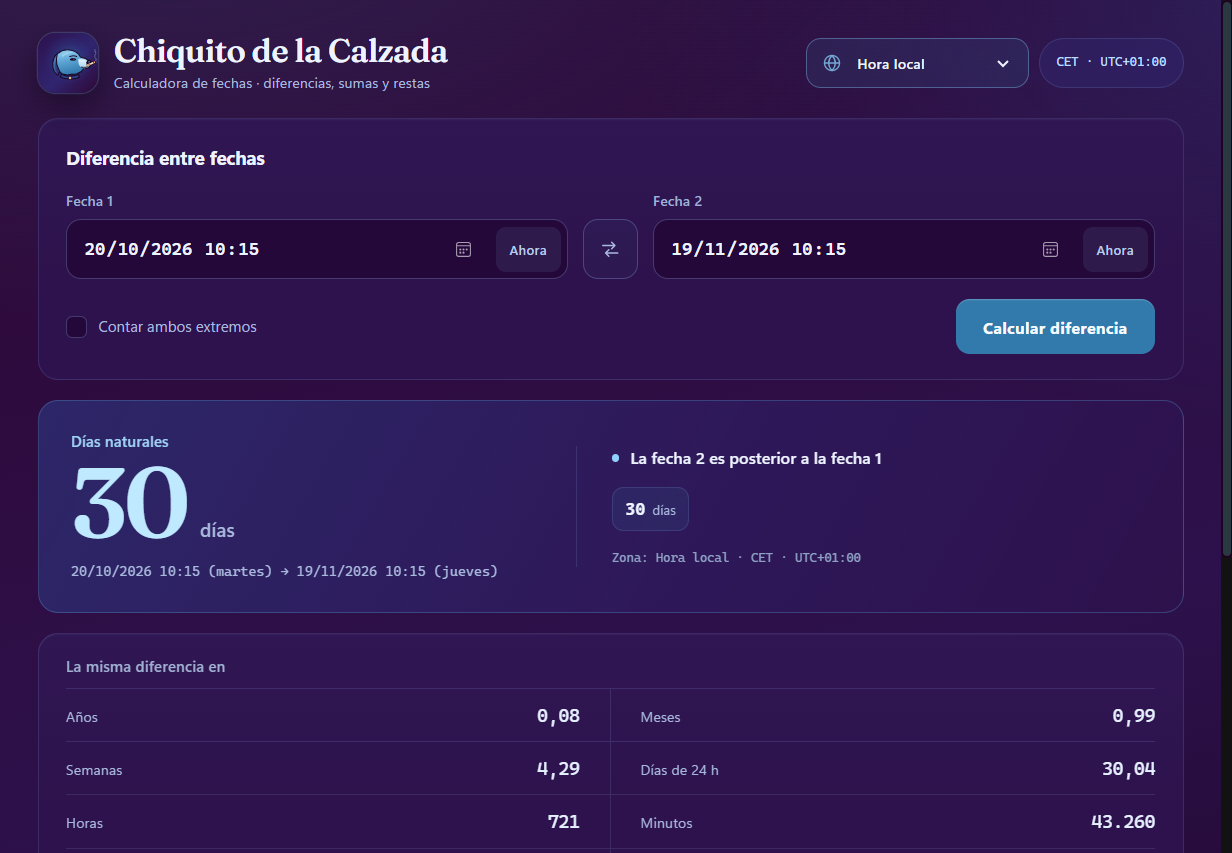 Chiquito de la Calzada
Calculadora de fechas · diferencias, sumas y restas
Hora local
CET · UTC+01:00
Diferencia entre fechas
Fecha 1
20/10/2026 10:15
Ahora
Fecha 2
19/11/2026 10:15
Ahora
Contar ambos extremos
Calcular diferencia
Días naturales
30 días
20/10/2026 10:15 (martes) → 19/11/2026 10:15 (jueves)
La fecha 2 es posterior a la fecha 1
30 días
Zona: Hora local · CET · UTC+01:00
La misma diferencia en
Años 0,08
Meses 0,99
Semanas 4,29
Días de 24 h 30,04
Horas 721
Minutos 43.260